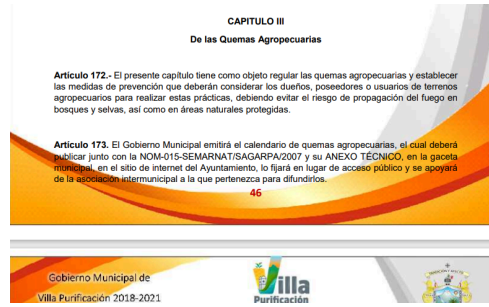 CAPITULO III
De las Quemas Agropecuarias
Artículo 172.- El presente capítulo tiene como objeto regular las quemas agropecuarias y establecer
las medidas de prevención que deberán considerar los dueños, poseedores o usuarios de terrenos
agropecuarios para realizar estas prácticas, debiendo evitar el riesgo de propagación del fuego en
bosques y selvas, así como en áreas naturales protegidas.
Artículo 173. El Gobierno Municipal emitirá el calendario de quemas agropecuarias, el cual deberá
publicar junto con la NOM-015-SEMARNAT/SAGARPA/2007 y su ANEXO TÉCNICO, en la gaceta
municipal, en el sitio de internet del Ayuntamiento, lo fijará en lugar de acceso público y se apoyará
de la asociación intermunicipal a la que pertenezca para difundirlos.
46
Gobierno Municipal de
Villa Purificación 2018-2021
Villa
Purificación